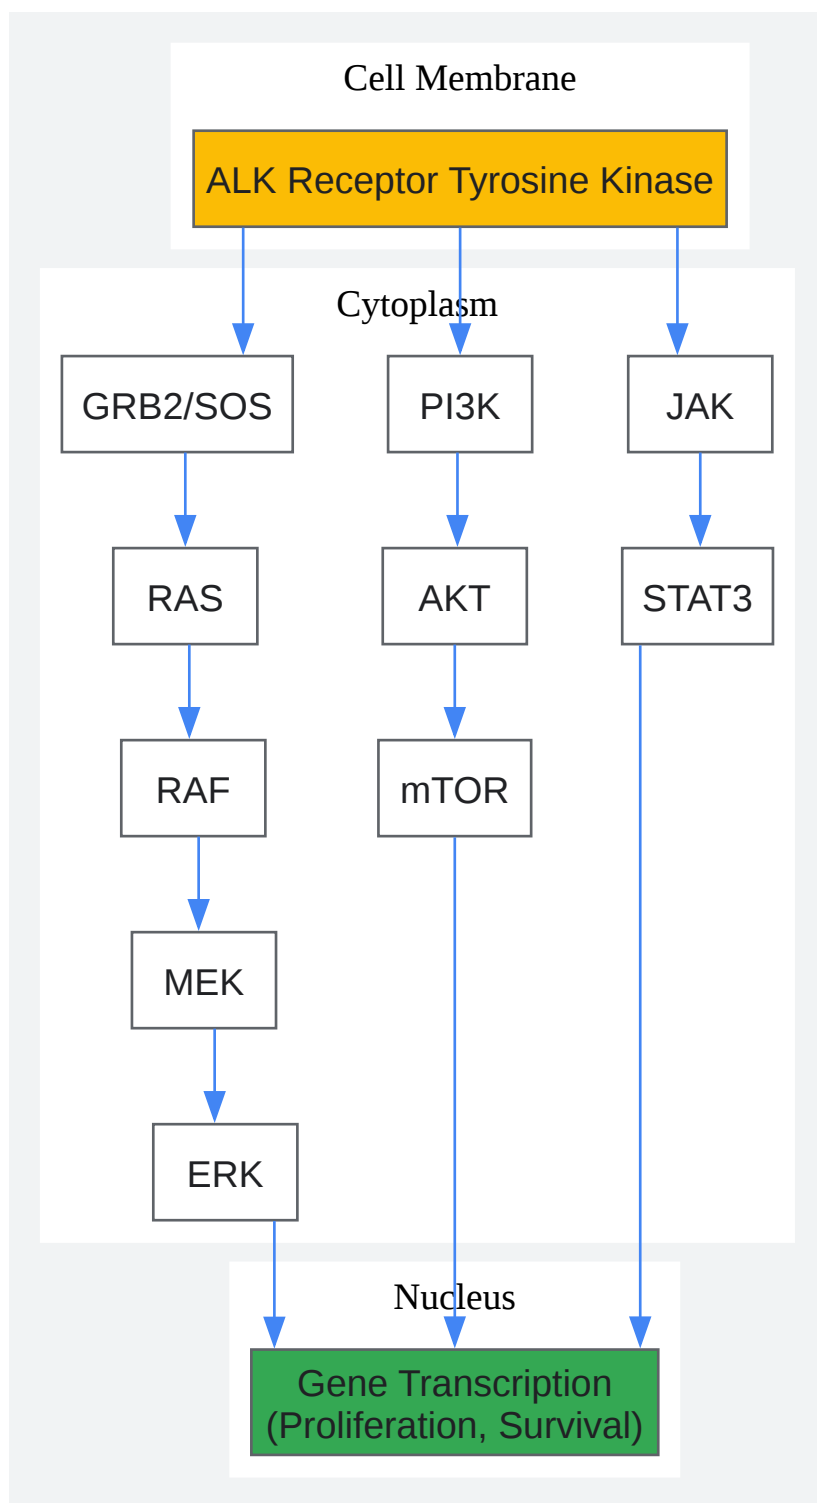 Cell Membrane
ALK Receptor Tyrosine Kinase
Cytoplasm
GRB2/SOS
PI3K
JAK
RAS
AKT
STAT3
RAF
mTOR
MEK
ERK
Nucleus
Gene Transcription
(Proliferation, Survival)